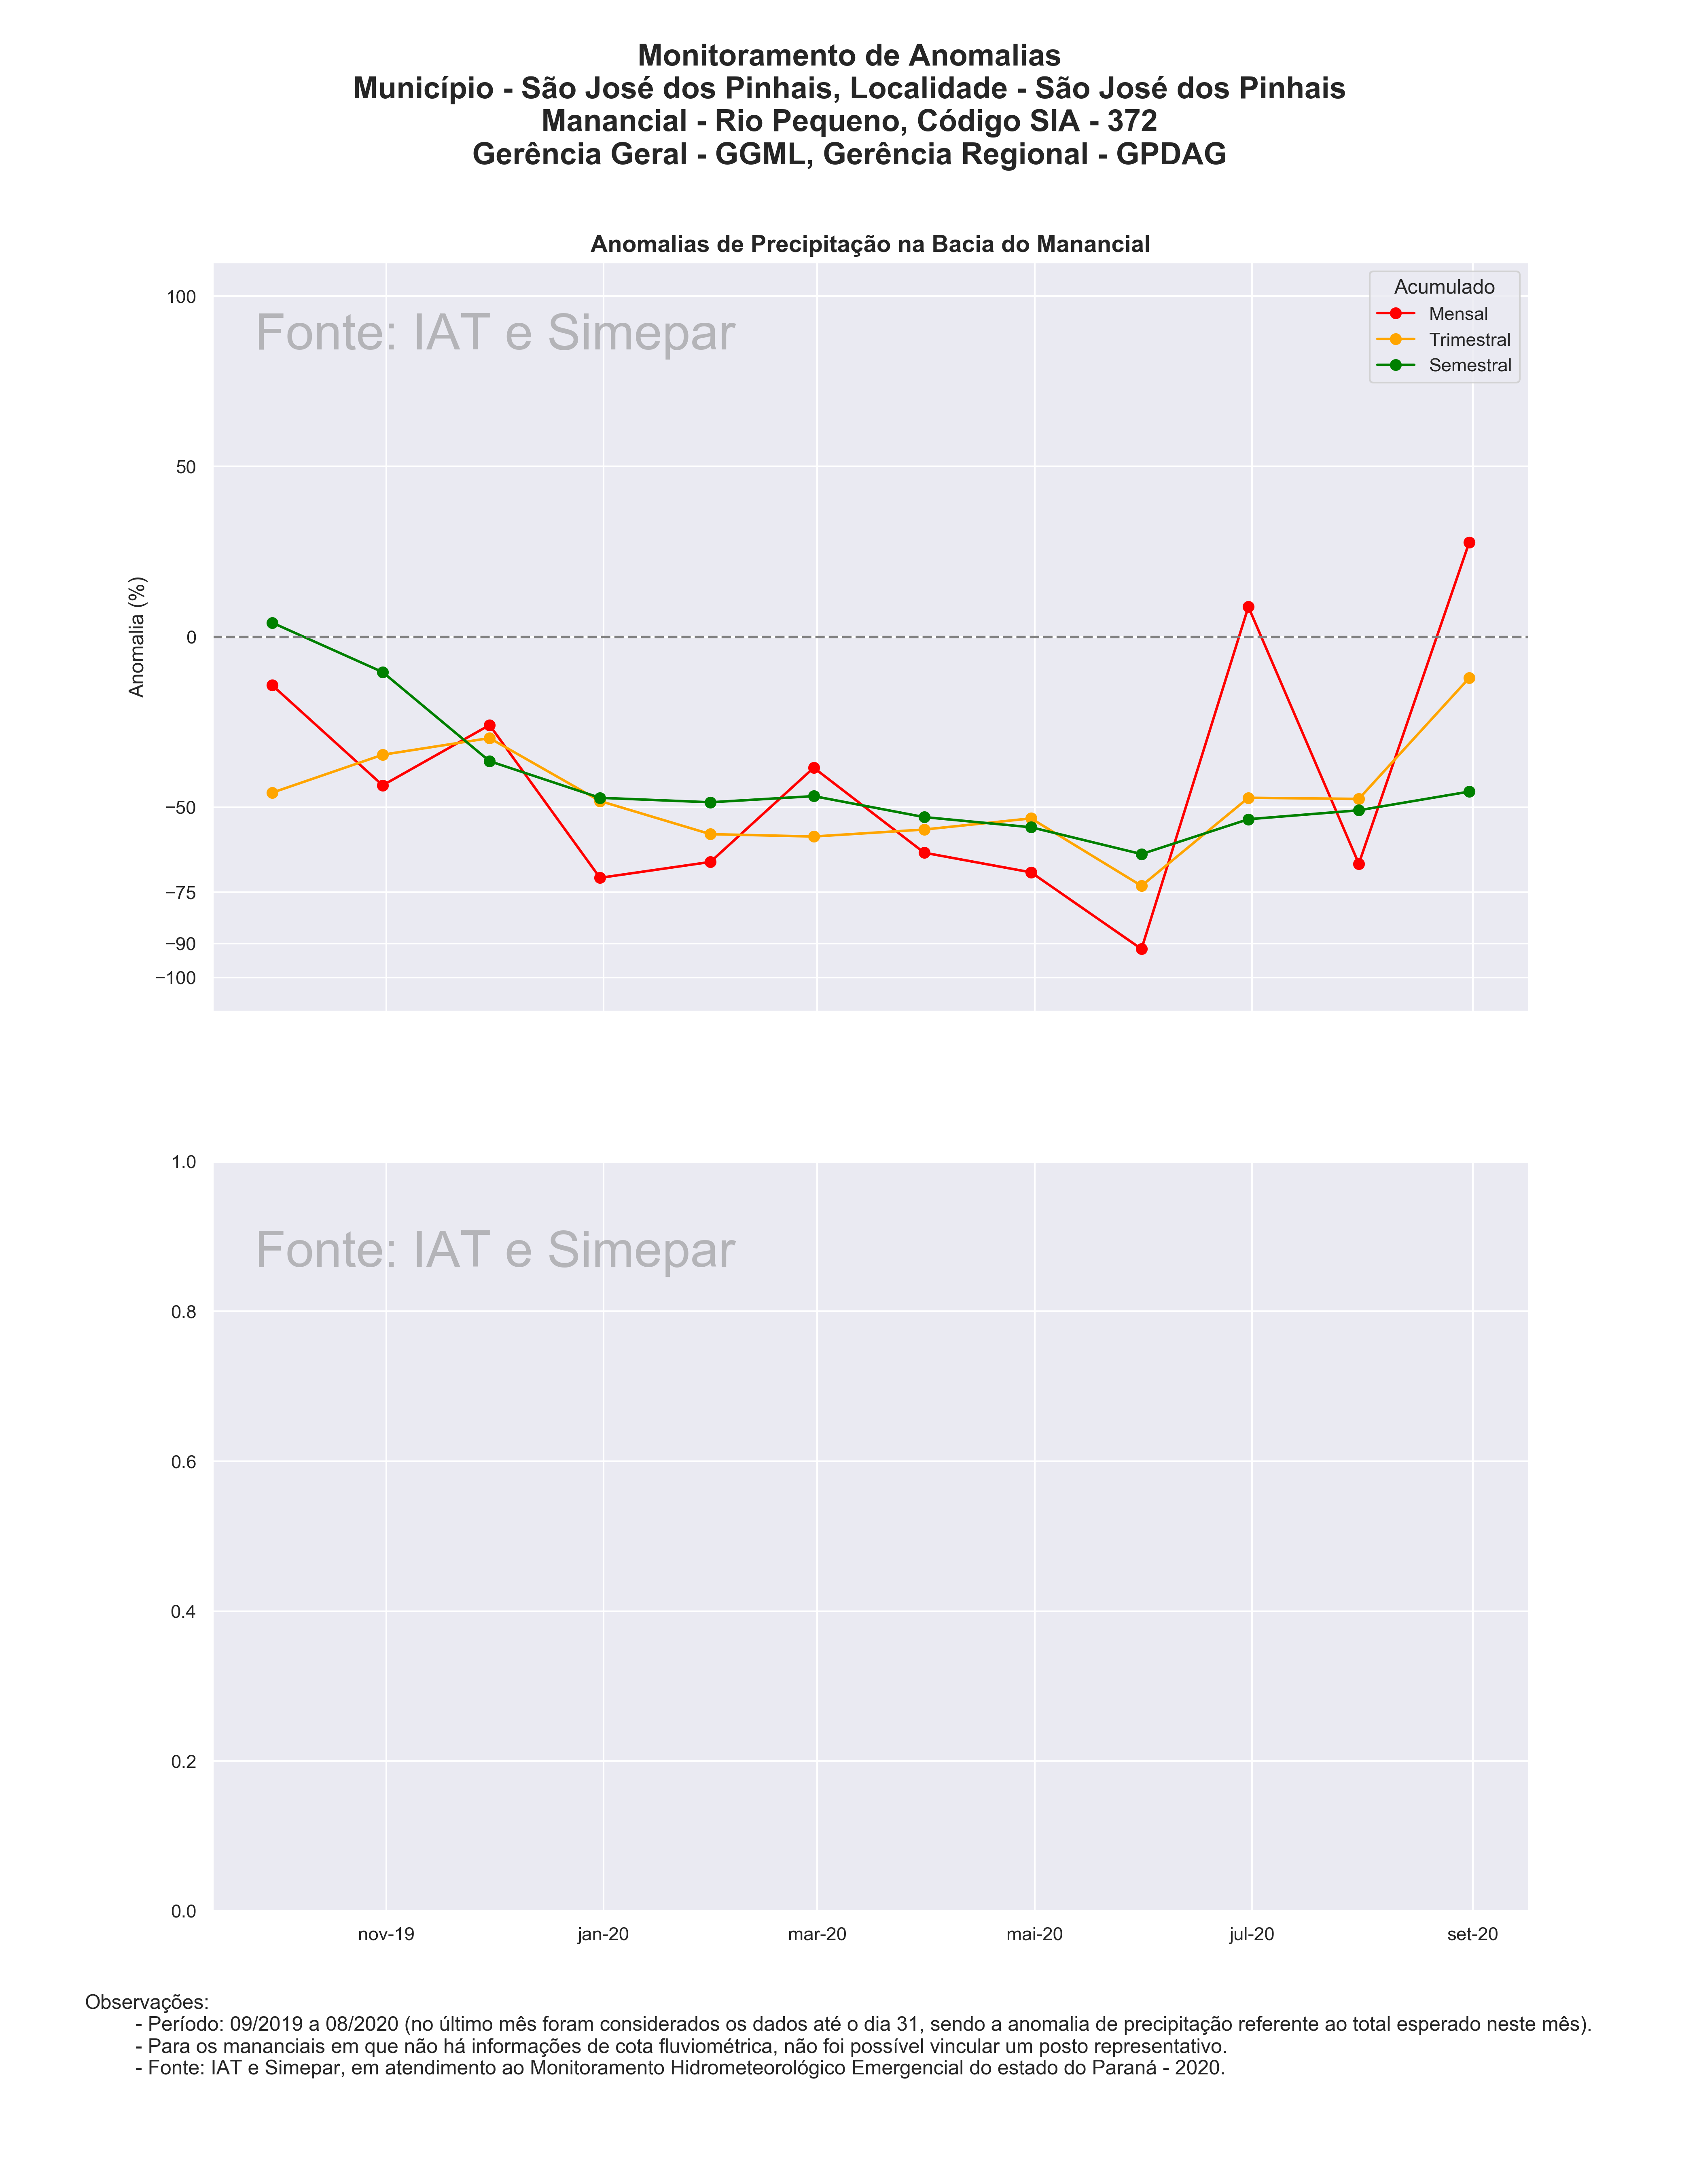 Monitoramento de Anomalias
Município - São José dos Pinhais, Localidade - São José dos Pinhais
Manancial - Rio Pequeno, Código SIA - 372
Gerência Geral - GGML, Gerência Regional - GPDAG
Anomalias de Precipitação na Bacia do Manancial
Fonte: IAT e Simepar
Acumulado
Mensal
Trimestral
Semestral
Anomalia (%)
100
50
0
−50
−75
−90
−100
Fonte: IAT e Simepar
1.0
0.8
0.6
0.4
0.2
0.0
nov-19 jan-20 mar-20 mai-20 jul-20 set-20
Observações:
- Período: 09/2019 a 08/2020 (no último mês foram considerados os dados até o dia 31, sendo a anomalia de precipitação referente ao total esperado neste mês).
- Para os mananciais em que não há informações de cota fluviométrica, não foi possível vincular um posto representativo.
- Fonte: IAT e Simepar, em atendimento ao Monitoramento Hidrometeorológico Emergencial do estado do Paraná - 2020.